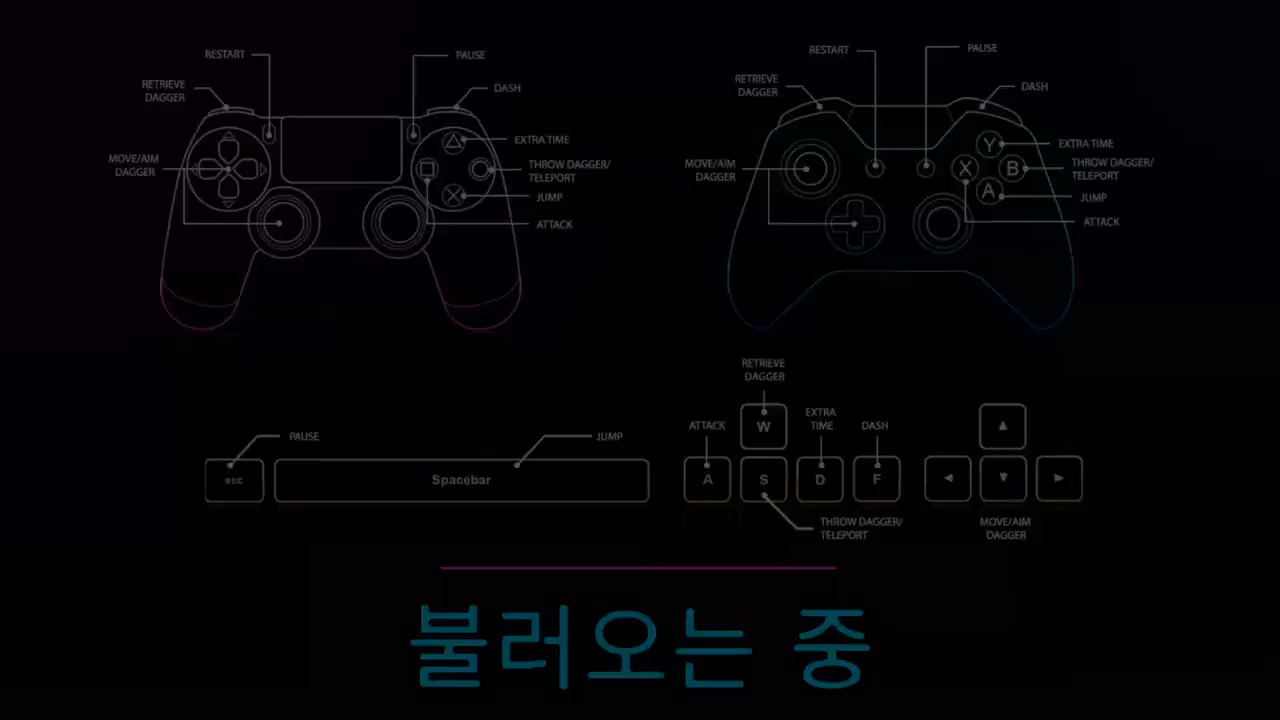 RESTART
PAUSE
RETRIEVE
DAGGER
DASH
EXTRA TIME
MOVE/AIM
DAGGER
THROW DAGGER/
TELEPORT
JUMP
ATTACK
RESTART
PAUSE
RETRIEVE
DAGGER
DASH
Y
EXTRA TIME
MOVE/AIM
DAGGER
X
B
THROW DAGGER/
TELEPORT
A
JUMP
ATTACK
RETRIEVE
DAGGER
PAUSE
JUMP
ATTACK
W
EXTRA
TIME
DASH
esc
Spacebar
A
S
D
F
THROW DAGGER/
TELEPORT
MOVE/AIM
DAGGER
불러오는 중